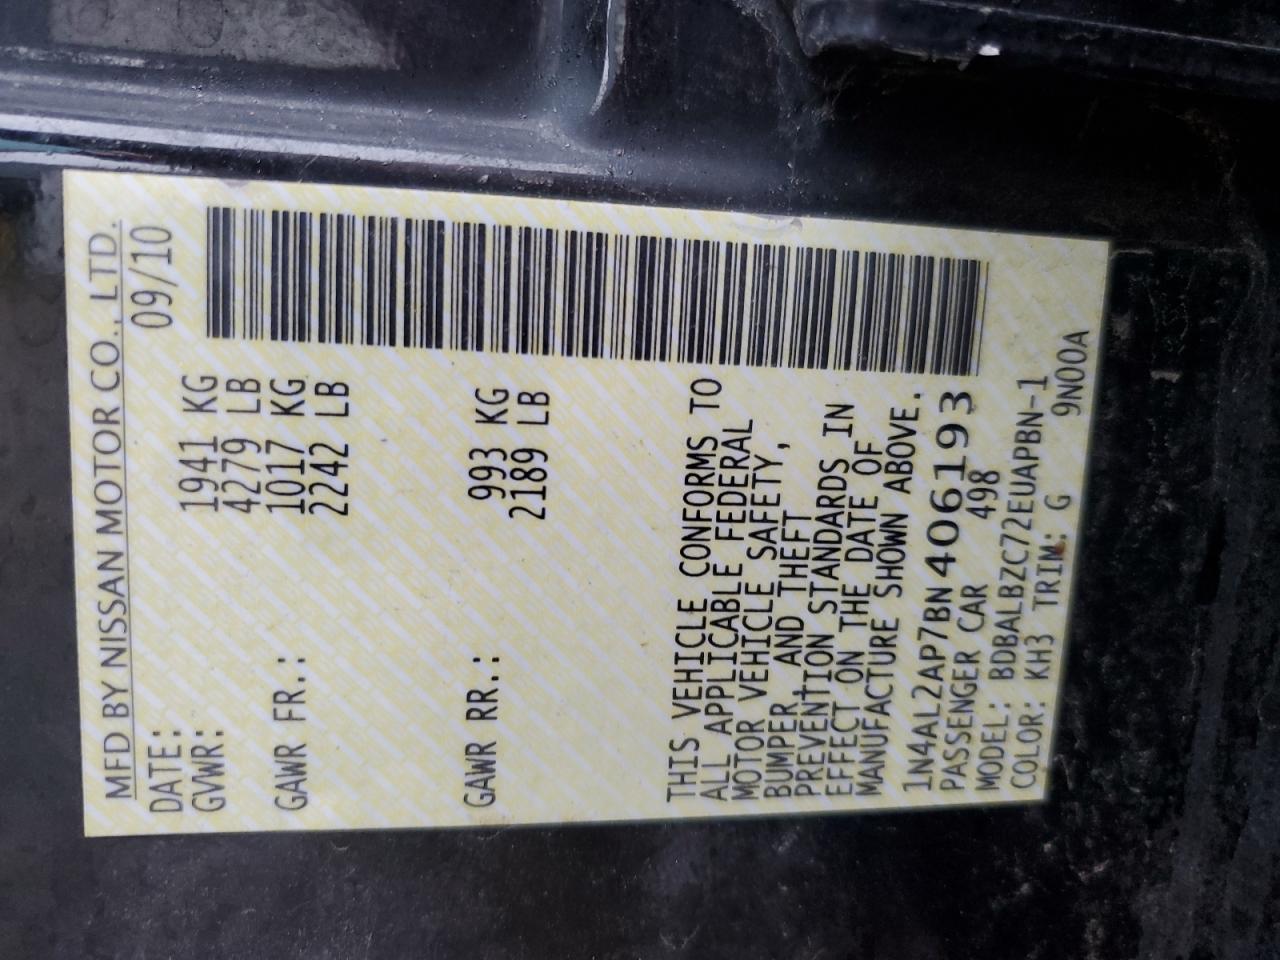 MFD BY NISSAN MOTOR CO., LTD.
DATE: 09/10
GVWR: 1941 KG
4279 LB
GAWR FR.: 1017 KG
2242 LB
GAWR RR.: 993 KG
2189 LB
THIS VEHICLE CONFORMS TO
ALL APPLICABLE FEDERAL
MOTOR VEHICLE SAFETY,
BUMPER, AND THEFT
PREVENTION STANDARDS IN
EFFECT ON THE DATE OF
MANUFACTURE SHOWN ABOVE.
1N4AL2AP7BN406193
PASSENGER CAR 498
MODEL: BDBALBZC72EUAPBN-1
COLOR: KH3 TRIM: G 9N00A